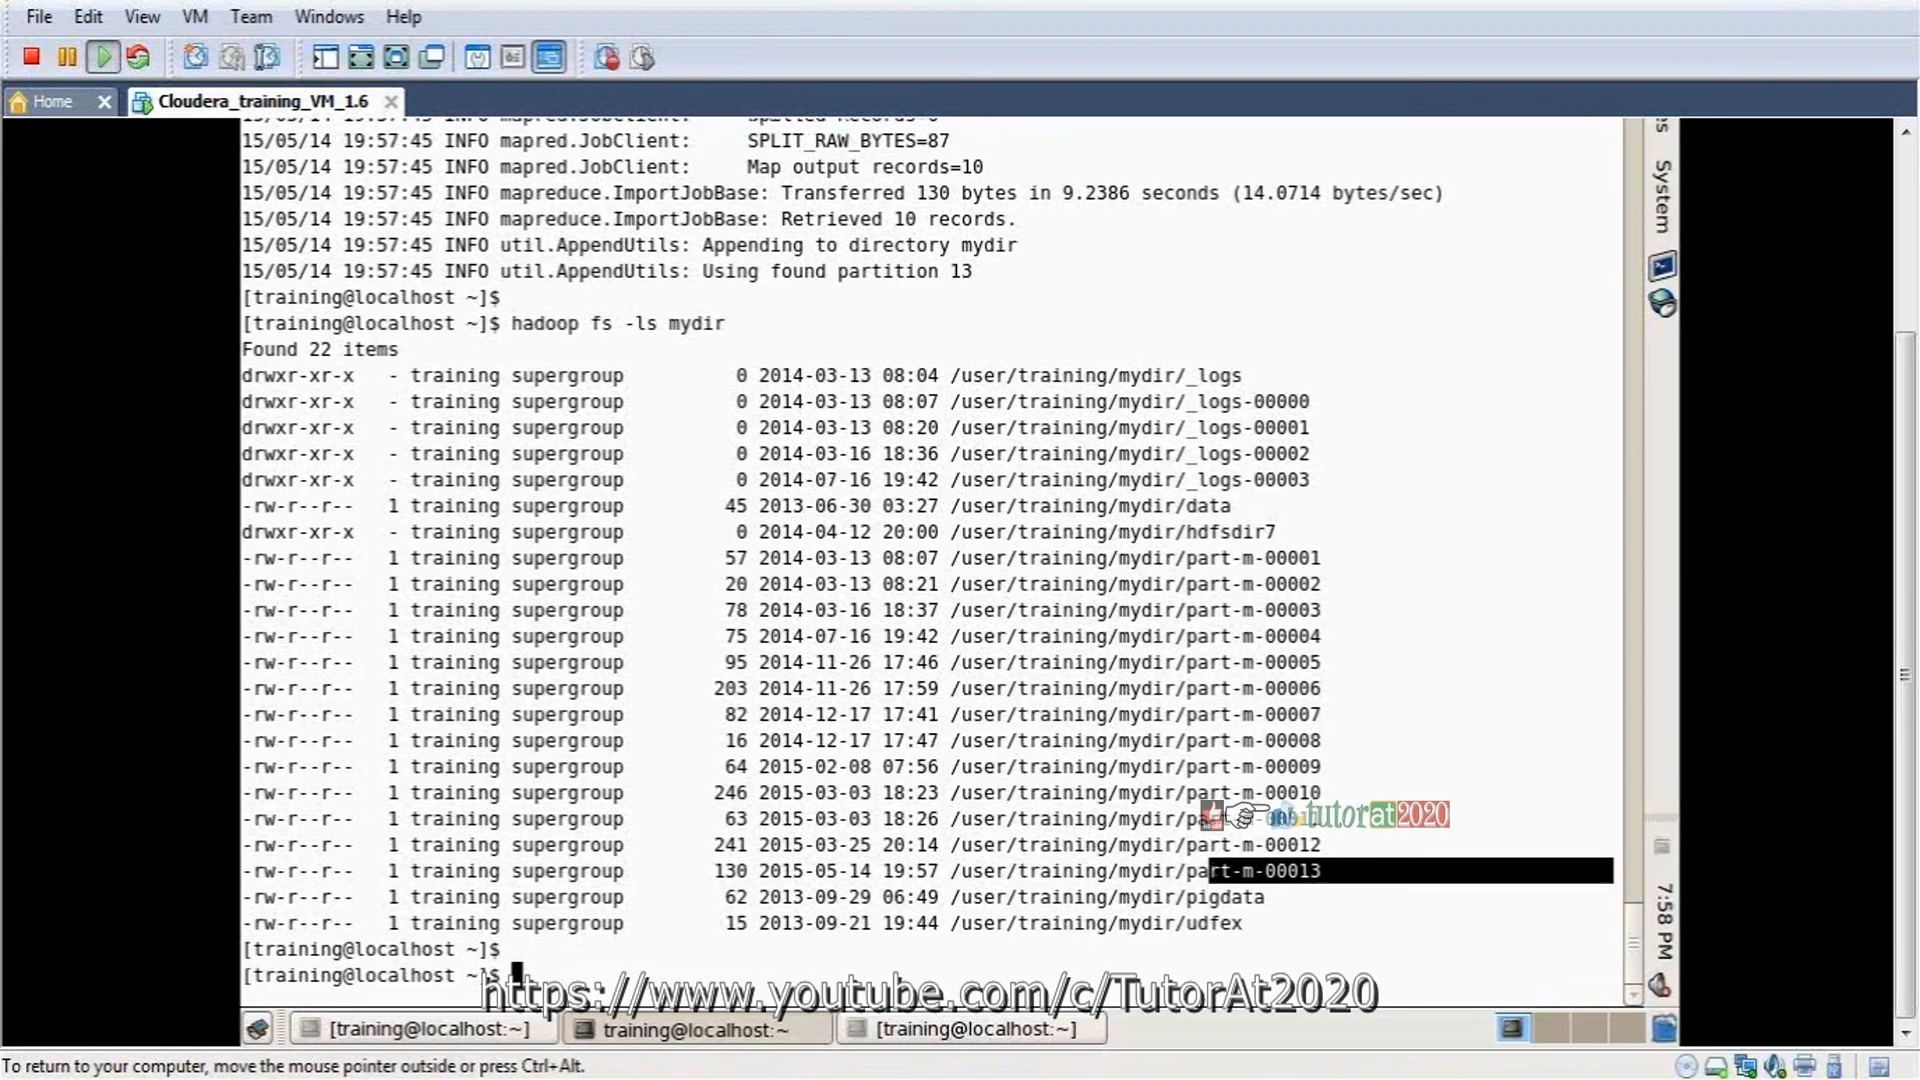 File Edit View VM Team Windows Help
Home Cloudera_training_VM_1.6
15/05/14 19:57:45 INFO mapred.JobClient: Spilled Records=0
15/05/14 19:57:45 INFO mapred.JobClient: SPLIT_RAW_BYTES=87
15/05/14 19:57:45 INFO mapred.JobClient: Map output records=10
15/05/14 19:57:45 INFO mapreduce.ImportJobBase: Transferred 130 bytes in 9.2386 seconds (14.0714 bytes/sec)
15/05/14 19:57:45 INFO mapreduce.ImportJobBase: Retrieved 10 records.
15/05/14 19:57:45 INFO util.AppendUtils: Appending to directory mydir
15/05/14 19:57:45 INFO util.AppendUtils: Using found partition 13
[training@localhost ~]$
[training@localhost ~]$ hadoop fs -ls mydir
Found 22 items
drwxr-xr-x - training supergroup 0 2014-03-13 08:04 /user/training/mydir/_logs
drwxr-xr-x - training supergroup 0 2014-03-13 08:07 /user/training/mydir/_logs-00000
drwxr-xr-x - training supergroup 0 2014-03-13 08:20 /user/training/mydir/_logs-00001
drwxr-xr-x - training supergroup 0 2014-03-16 18:36 /user/training/mydir/_logs-00002
drwxr-xr-x - training supergroup 0 2014-07-16 19:42 /user/training/mydir/_logs-00003
-rw-r--r-- 1 training supergroup 45 2013-06-30 03:27 /user/training/mydir/data
drwxr-xr-x - training supergroup 0 2014-04-12 20:00 /user/training/mydir/hdfsdir7
-rw-r--r-- 1 training supergroup 57 2014-03-13 08:07 /user/training/mydir/part-m-00001
-rw-r--r-- 1 training supergroup 20 2014-03-13 08:21 /user/training/mydir/part-m-00002
-rw-r--r-- 1 training supergroup 78 2014-03-16 18:37 /user/training/mydir/part-m-00003
-rw-r--r-- 1 training supergroup 75 2014-07-16 19:42 /user/training/mydir/part-m-00004
-rw-r--r-- 1 training supergroup 95 2014-11-26 17:46 /user/training/mydir/part-m-00005
-rw-r--r-- 1 training supergroup 203 2014-11-26 17:59 /user/training/mydir/part-m-00006
-rw-r--r-- 1 training supergroup 82 2014-12-17 17:41 /user/training/mydir/part-m-00007
-rw-r--r-- 1 training supergroup 16 2014-12-17 17:47 /user/training/mydir/part-m-00008
-rw-r--r-- 1 training supergroup 64 2015-02-08 07:56 /user/training/mydir/part-m-00009
-rw-r--r-- 1 training supergroup 246 2015-03-03 18:23 /user/training/mydir/part-m-00010
-rw-r--r-- 1 training supergroup 63 2015-03-03 18:26
tutorat2020
-rw-r--r-- 1 training supergroup 241 2015-03-25 20:14 /user/training/mydir/part-m-00012
-rw-r--r-- 1 training supergroup 130 2015-05-14 19:57 /user/training/mydir/part-m-00013
-rw-r--r-- 1 training supergroup 62 2013-09-29 06:49 /user/training/mydir/pigdata
-rw-r--r-- 1 training supergroup 15 2013-09-21 19:44 /user/training/mydir/udfex
[training@localhost ~]$
[training@localhost ~]$
https://www.youtube.com/c/TutorAt2020
[training@localhost:~] training@localhost:~ [training@localhost:~]
System
7:58 PM
To return to your computer, move the mouse pointer outside or press Ctrl+Alt.